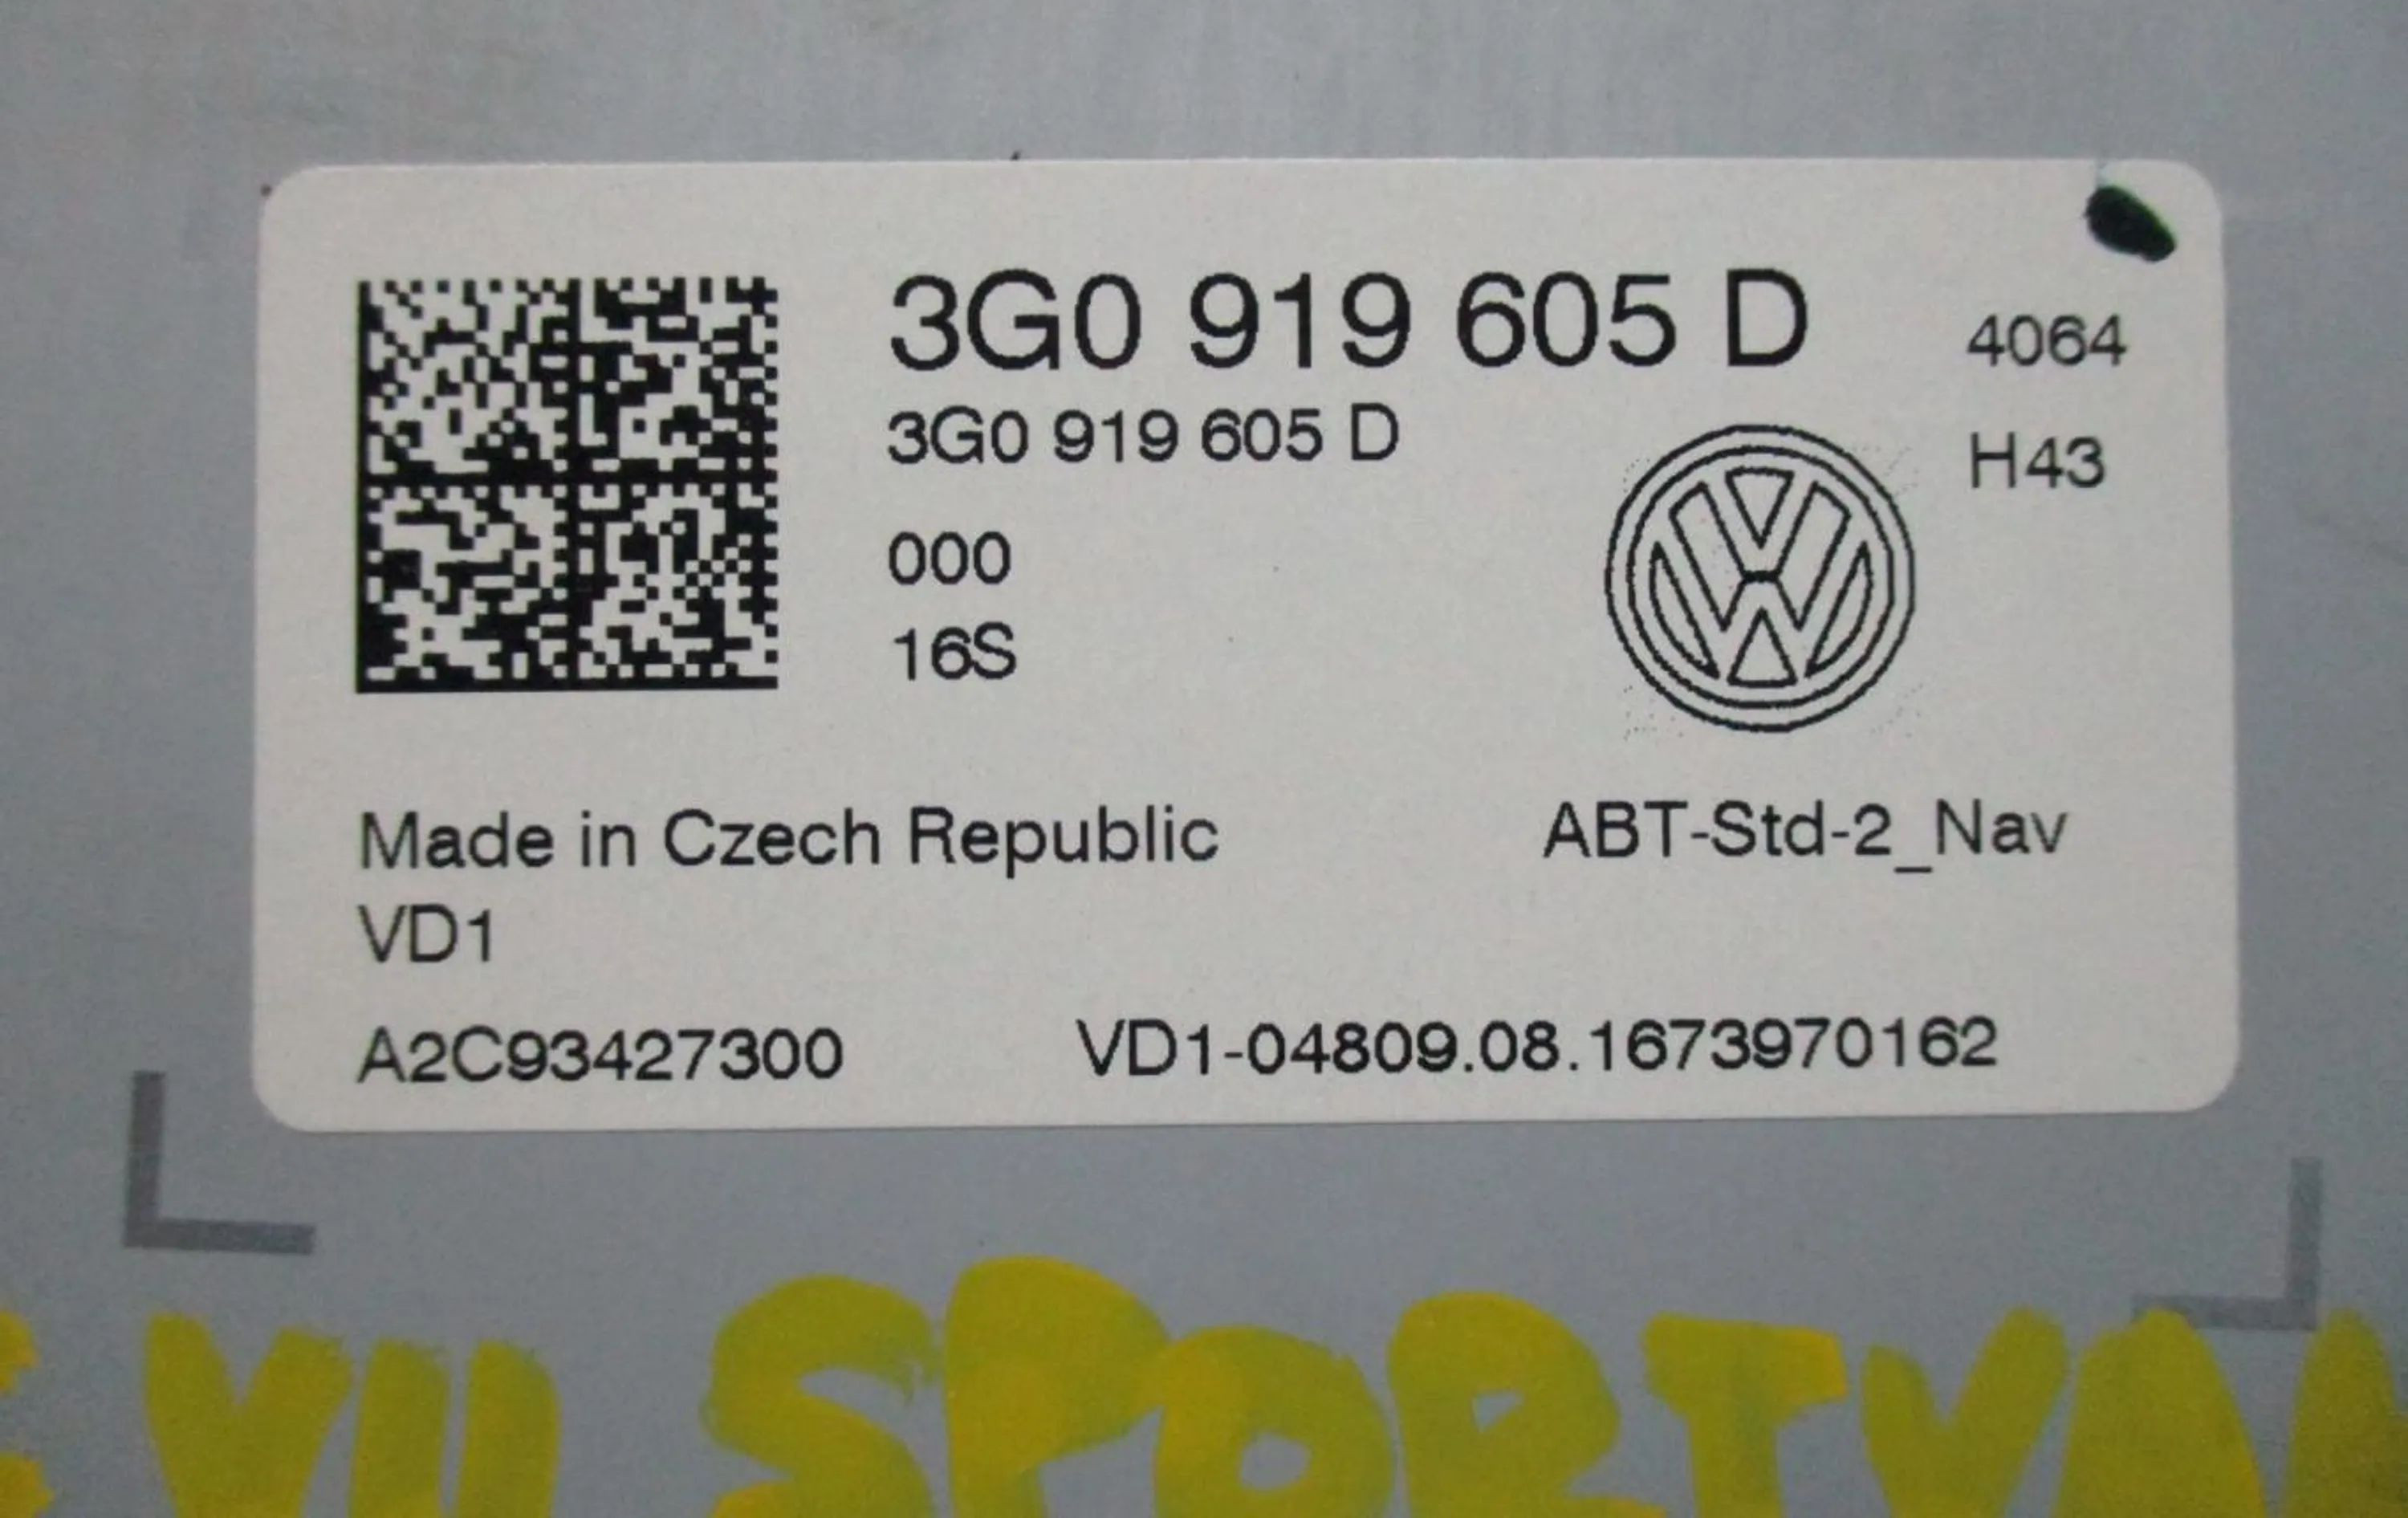 3G0 919 605 D
4064
3G0 919 605 D
H43
000
16S
Made in Czech Republic
ABT-Std-2_Nav
VD1
A2C93427300
VD1-04809.08.1673970162